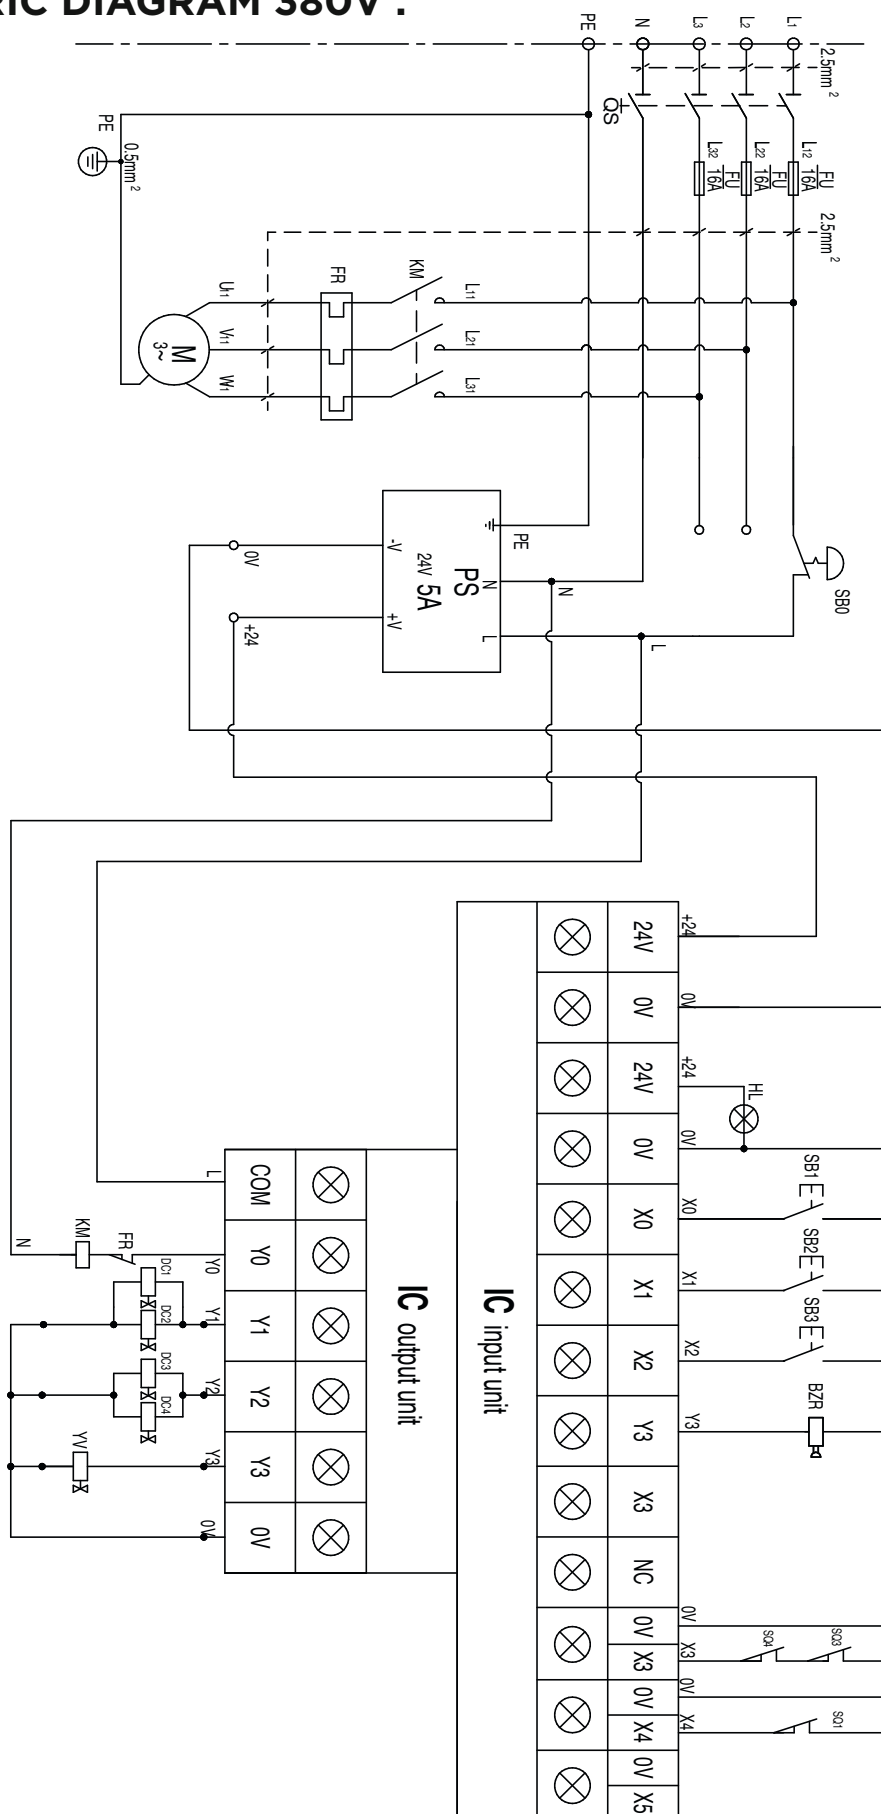 RIC DIAGRAM 380V :
PE
N
L3
L2
L1
2.5mm²
QS
PE
0.5mm²
L32
FU
16A
L22
FU
16A
L12
FU
16A
2.5mm²
U11
V11
W1
M
3~
FR
KM
L11
L21
L31
SB0
PE
PS
24V 5A
-V
+V
N
L
0V
+24
N
L
IC input unit
24V
0V
24V
0V
X0
X1
X2
Y3
X3
NC
0V
X3
0V
X4
0V
X5
+24
0V
+24
HL
0V
X0
SB1
X1
SB2
X2
SB3
Y3
BZR
0V
X3
SQ4
SQ3
0V
X4
SQ1
IC output unit
COM
Y0
Y1
Y2
Y3
0V
L
N
KM
FR
Y0
DC1
DC2
Y1
DC3
DC4
Y2
YV
Y3
0V